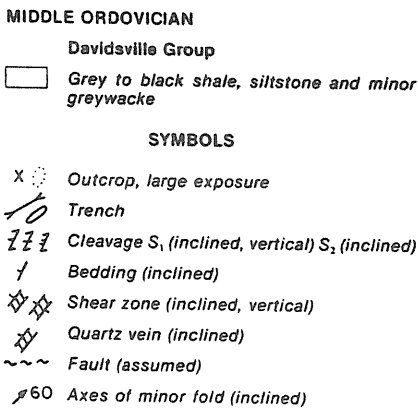 MIDDLE ORDOVICIAN
Davidsville Group
Grey to black shale, siltstone and minor
greywacke
SYMBOLS
x Outcrop, large exposure
Trench
Cleavage S₁ (inclined, vertical) S₂ (inclined)
Bedding (inclined)
Shear zone (inclined, vertical)
Quartz vein (inclined)
Fault (assumed)
60 Axes of minor fold (inclined)